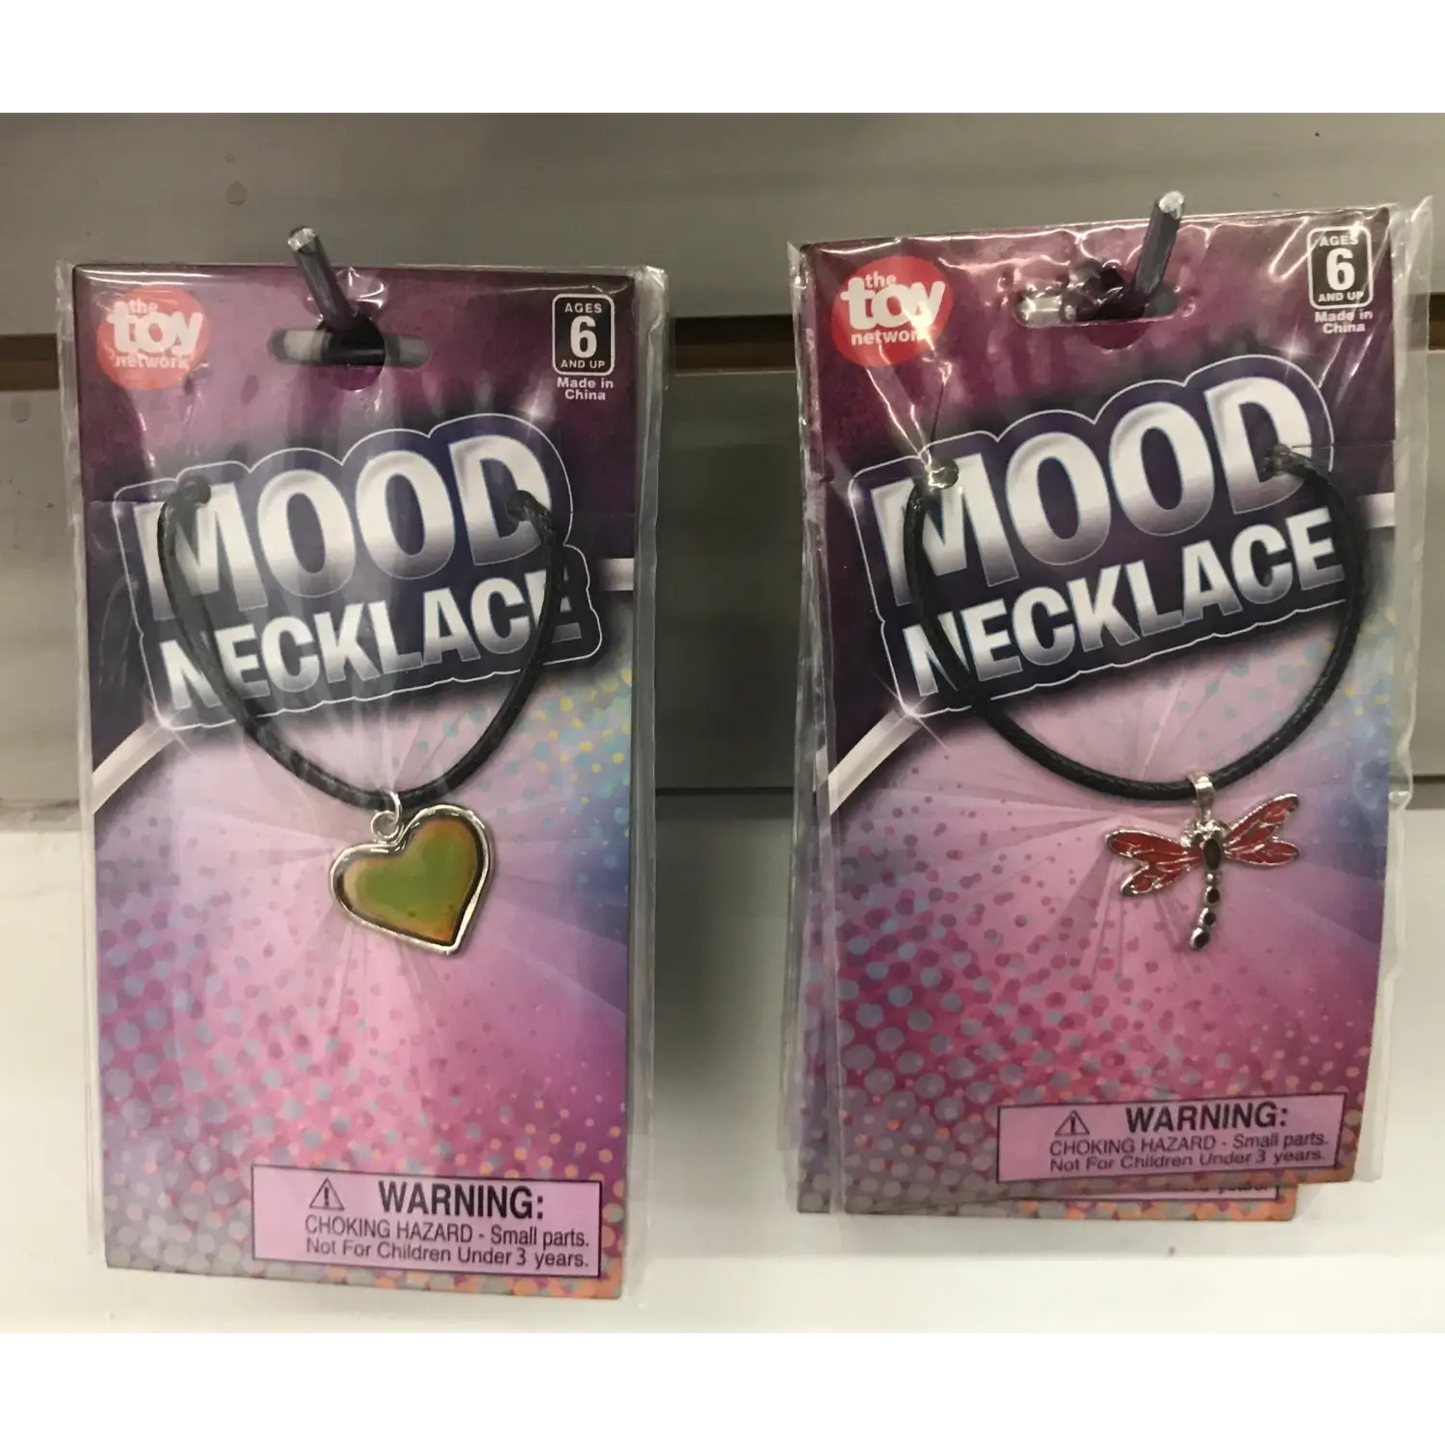 the
toy
network
AGES
6
AND UP
Made in
China
MOOD
NECKLACE
WARNING:
CHOKING HAZARD - Small parts.
Not For Children Under 3 years.
the
toy
network
AGES
6
AND UP
Made in
China
MOOD
NECKLACE
WARNING:
CHOKING HAZARD - Small parts.
Not For Children Under 3 years.
years.